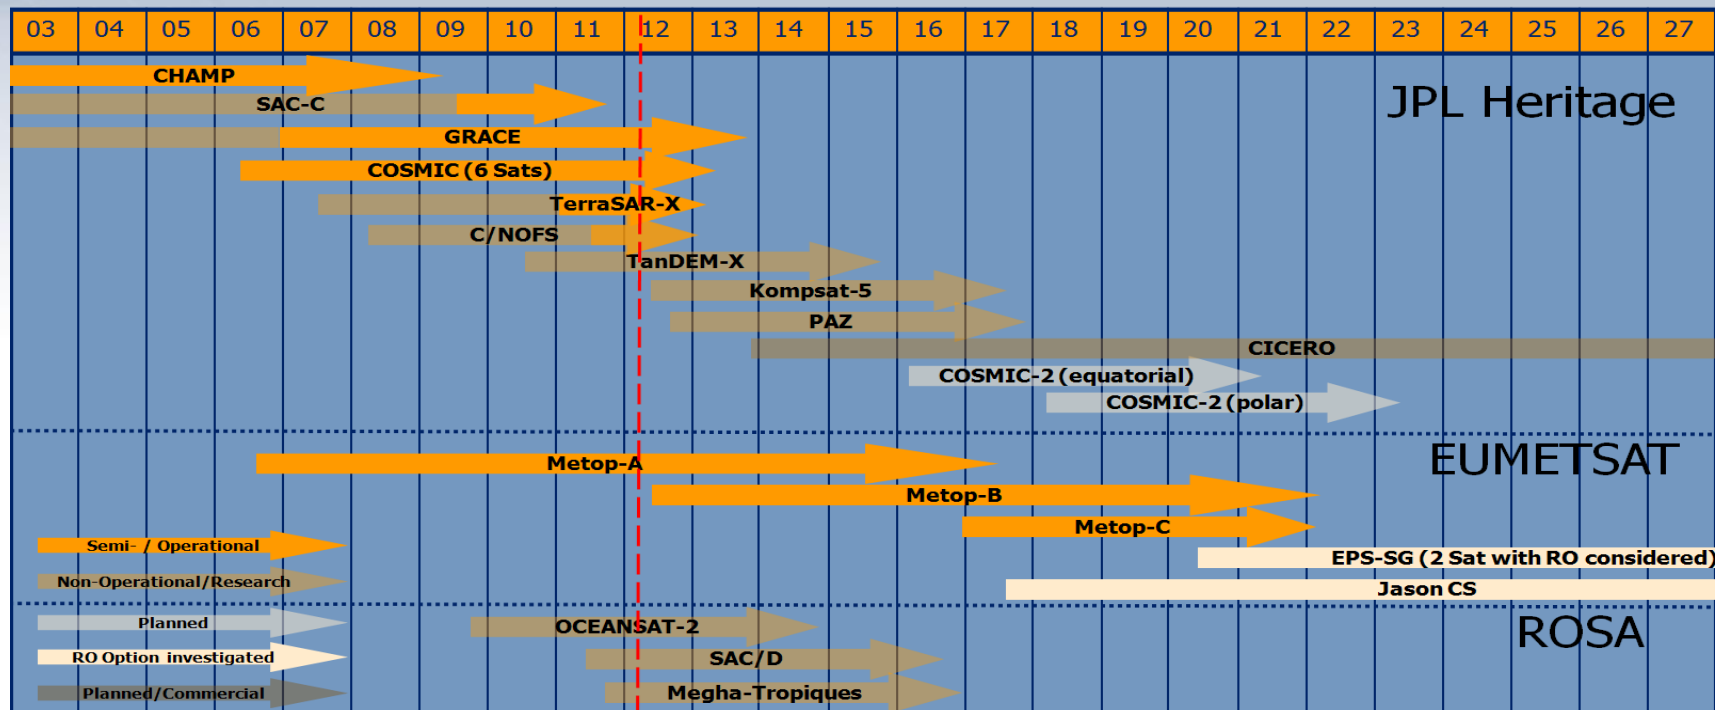 03 04 05 06 07 08 09 10 11 12 13 14 15 16 17 18 19 20 21 22 23 24 25 26 27
CHAMP
JPL Heritage
SAC-C
GRACE
COSMIC (6 Sats)
TerraSAR-X
C/NOFS
TanDEM-X
Kompsat-5
PAZ
CICERO
COSMIC-2 (equatorial)
COSMIC-2 (polar)
EUMETSAT
Metop-A
Metop-B
Metop-C
Semi- / Operational
EPS-SG (2 Sat with RO considered)
Non-Operational/Research
Jason CS
Planned
OCEANSAT-2
ROSA
RO Option investigated
SAC/D
Planned/Commercial
Megha-Tropiques